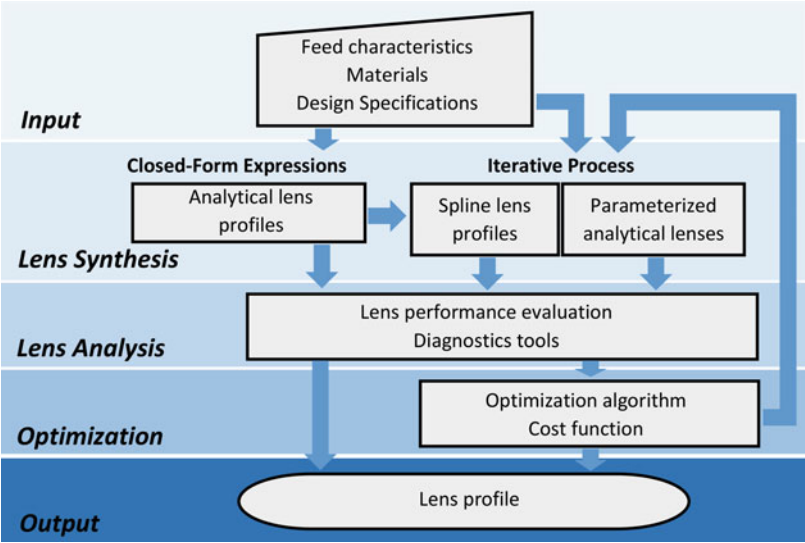 Feed characteristics
Materials
Design Specifications
Input
Closed-Form Expressions
Iterative Process
Analytical lens
profiles
Spline lens
profiles
Parameterized
analytical lenses
Lens Synthesis
Lens performance evaluation
Diagnostics tools
Lens Analysis
Optimization algorithm
Cost function
Optimization
Lens profile
Output